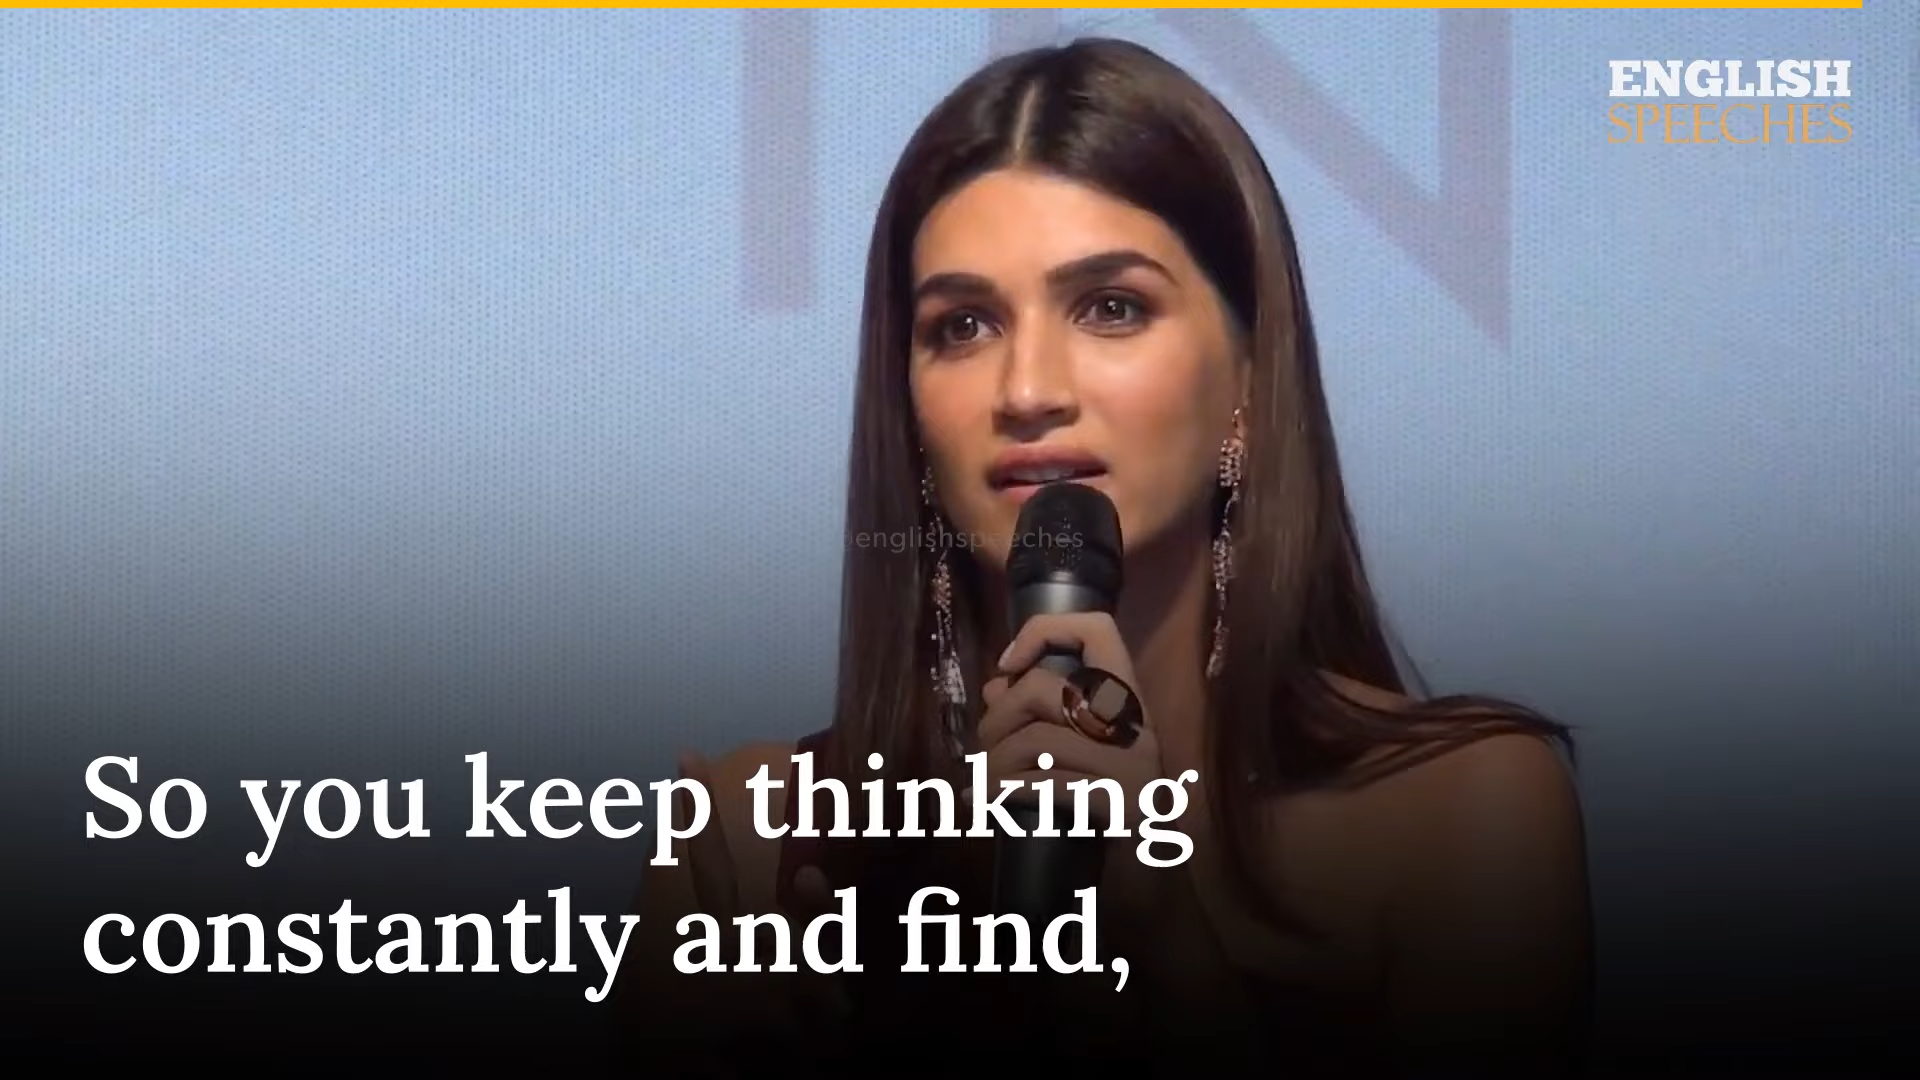 ENGLISH
SPEECHES
englishspeeches
So you keep thinking
constantly and find,